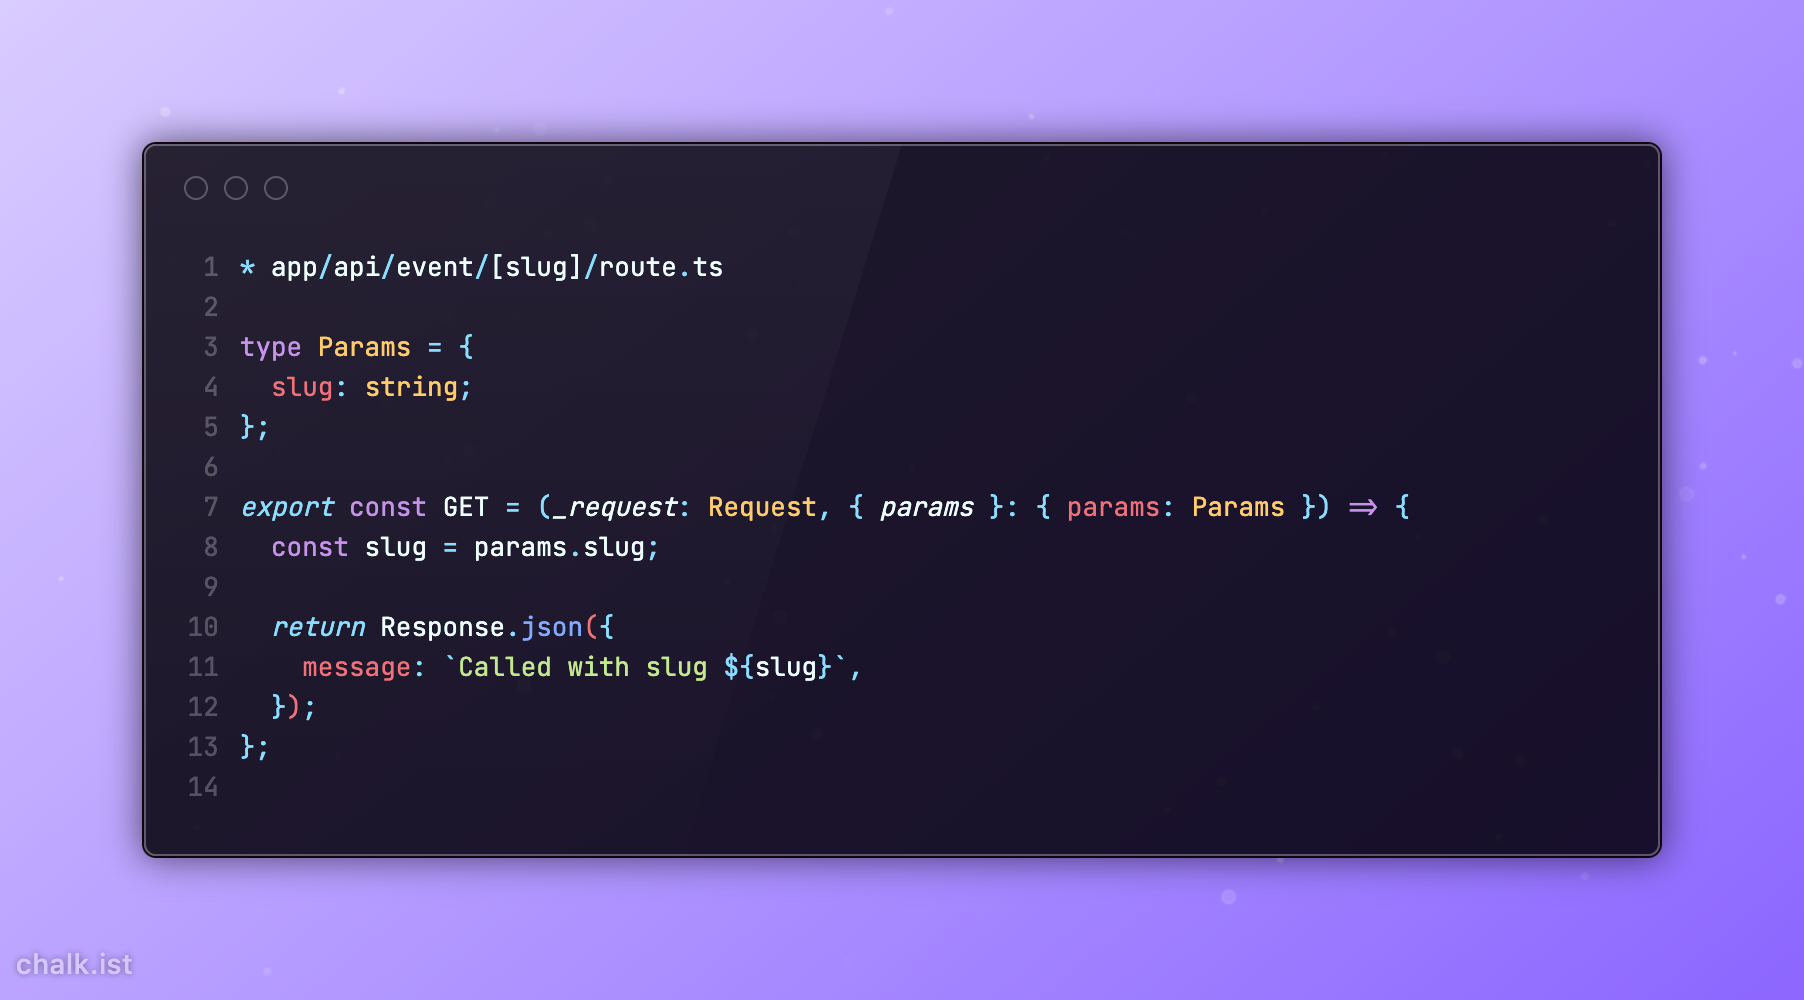 1 * app/api/event/[slug]/route.ts
2
3 type Params = {
4   slug: string;
5 };
6
7 export const GET = (_request: Request, { params }: { params: Params }) => {
8   const slug = params.slug;
9
10   return Response.json({
11     message: `Called with slug ${slug}`,
12   });
13 };
14
chalk.ist